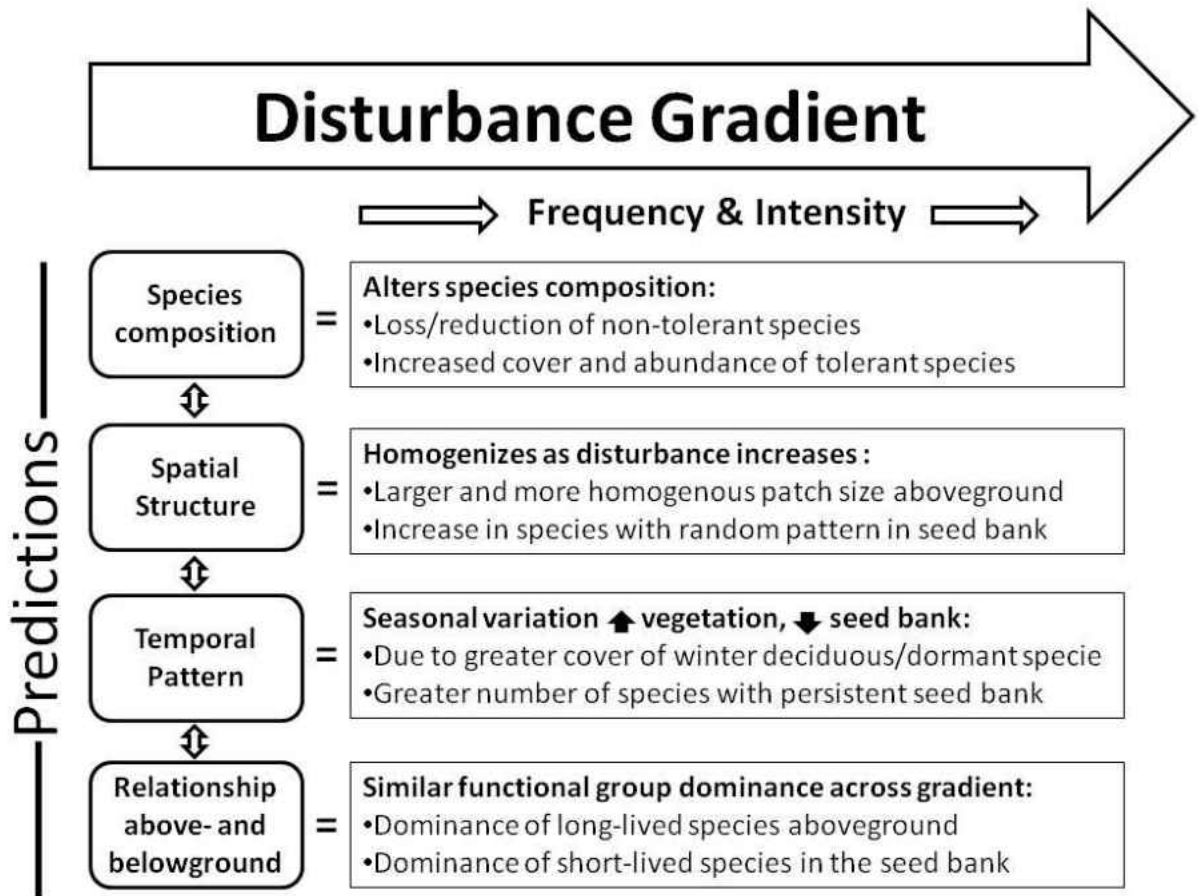 Disturbance Gradient
Frequency & Intensity
Predictions
Species
composition
=
Alters species composition:
•Loss/reduction of non-tolerant species
•Increased cover and abundance of tolerant species
Spatial
Structure
=
Homogenizes as disturbance increases :
•Larger and more homogenous patch size aboveground
•Increase in species with random pattern in seed bank
Temporal
Pattern
=
Seasonal variation ⬆ vegetation, ⬇ seed bank:
•Due to greater cover of winter deciduous/dormant specie
•Greater number of species with persistent seed bank
Relationship
above- and
belowground
=
Similar functional group dominance across gradient:
•Dominance of long-lived species aboveground
•Dominance of short-lived species in the seed bank